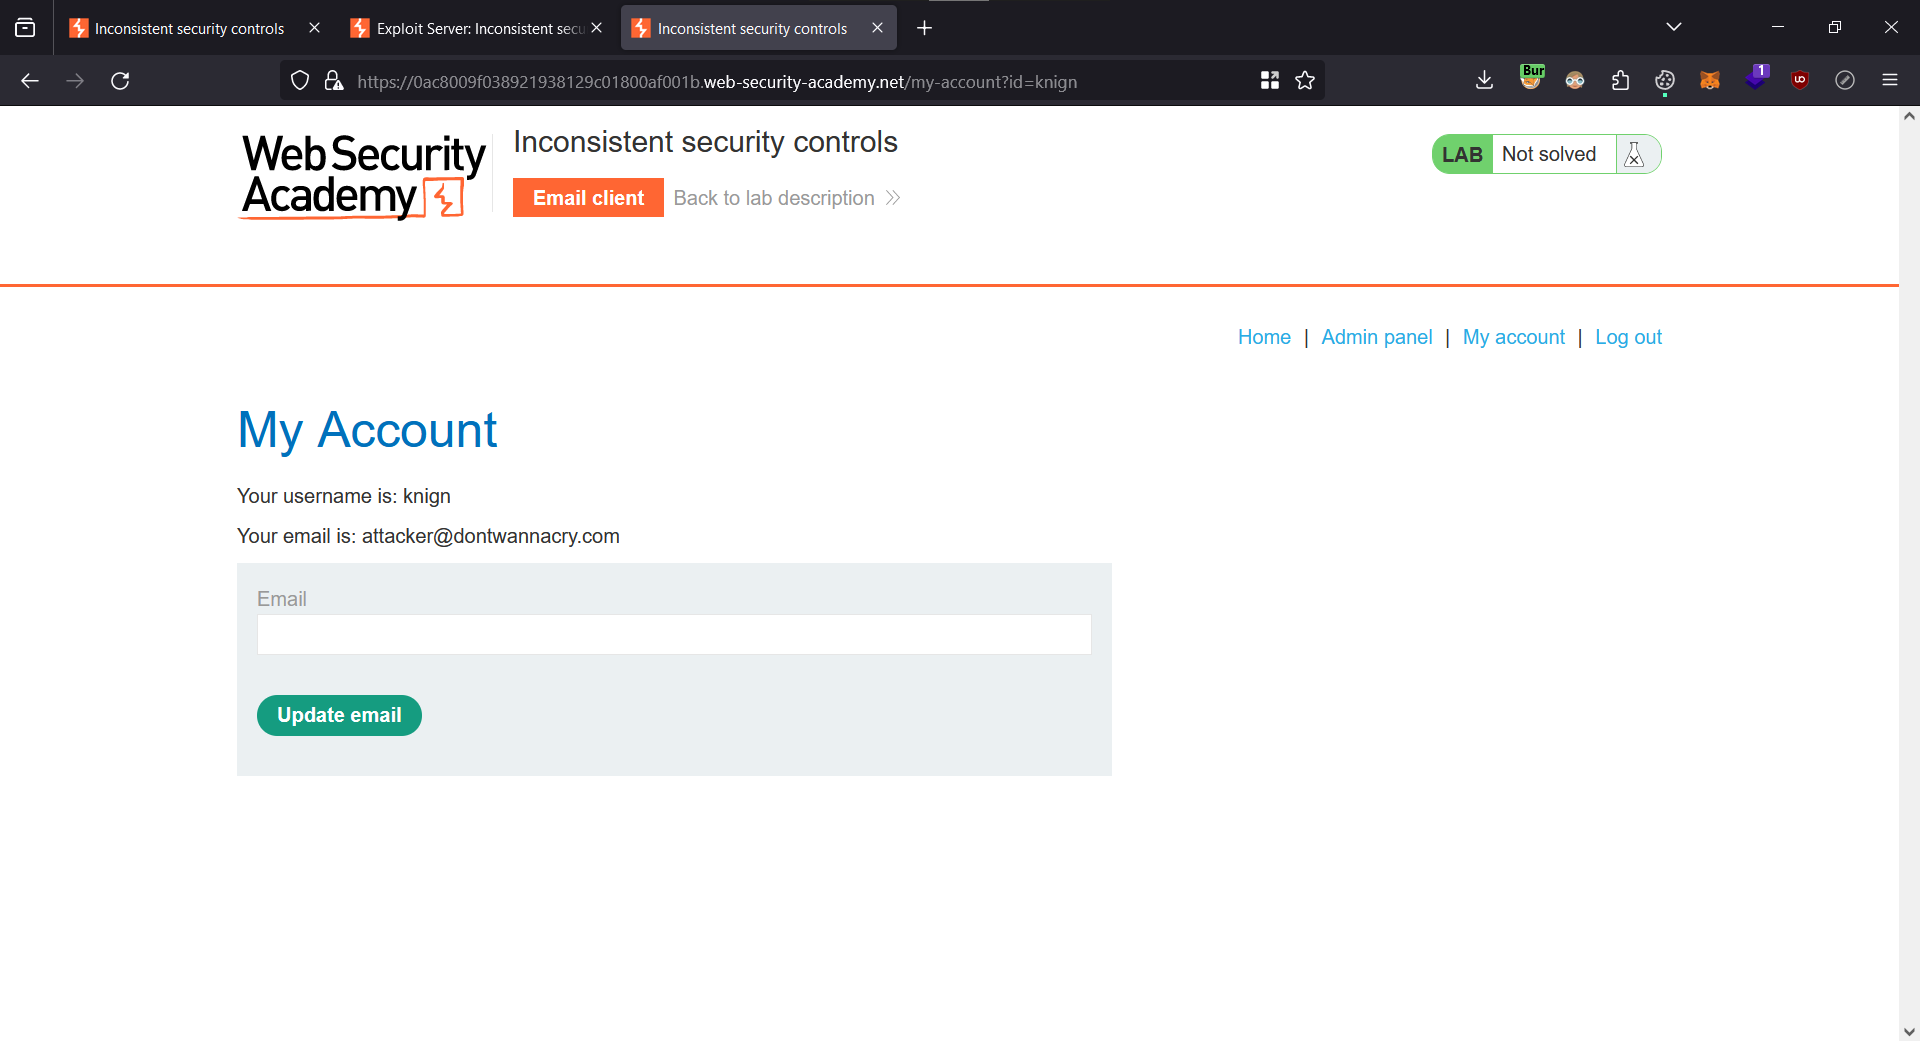 Inconsistent security controls
Exploit Server: Inconsistent secu
Inconsistent security controls
https://0ac8009f038921938129c01800af001b.web-security-academy.net/my-account?id=knign
Bur
1
Web Security
Academy
Inconsistent security controls
Email client
Back to lab description
LAB
Not solved
Home | Admin panel | My account | Log out
My Account
Your username is: knign
Your email is: attacker@dontwannacry.com
Email
Update email